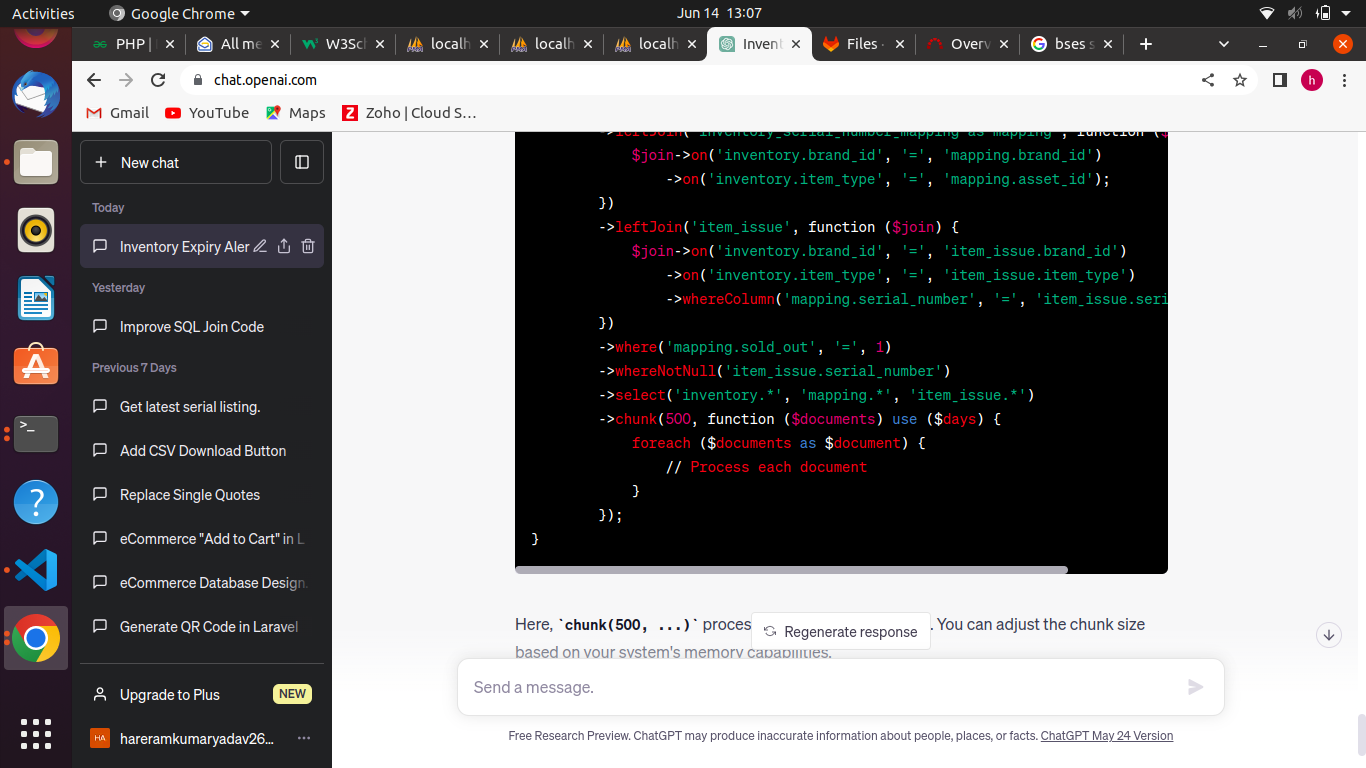 Activities
Google Chrome
Jun 14 13:07
PHP |
All me
W3Scl
localh
localh
localh
Invent
Files ·
Overv
bses s
chat.openai.com
h
Gmail
YouTube
Maps
Z
Zoho | Cloud S...
New chat
Today
Inventory Expiry Aler
Yesterday
Improve SQL Join Code
Previous 7 Days
Get latest serial listing.
Add CSV Download Button
Replace Single Quotes
eCommerce "Add to Cart" in L
eCommerce Database Design.
Generate QR Code in Laravel
Upgrade to Plus
NEW
HA
hareramkumaryadav26...
->leftJoin('inventory_serial_number_mapping as mapping', function ($
$join->on('inventory.brand_id', '=', 'mapping.brand_id')
->on('inventory.item_type', '=', 'mapping.asset_id');
})
->leftJoin('item_issue', function ($join) {
$join->on('inventory.brand_id', '=', 'item_issue.brand_id')
->on('inventory.item_type', '=', 'item_issue.item_type')
->whereColumn('mapping.serial_number', '=', 'item_issue.seri
})
->where('mapping.sold_out', '=', 1)
->whereNotNull('item_issue.serial_number')
->select('inventory.*', 'mapping.*', 'item_issue.*')
->chunk(500, function ($documents) use ($days) {
foreach ($documents as $document) {
// Process each document
}
});
}
Here, `chunk(500, ...)` proces
. You can adjust the chunk size
based on your system's memory capabilities.
Regenerate response
Send a message.
Free Research Preview. ChatGPT may produce inaccurate information about people, places, or facts. ChatGPT May 24 Version